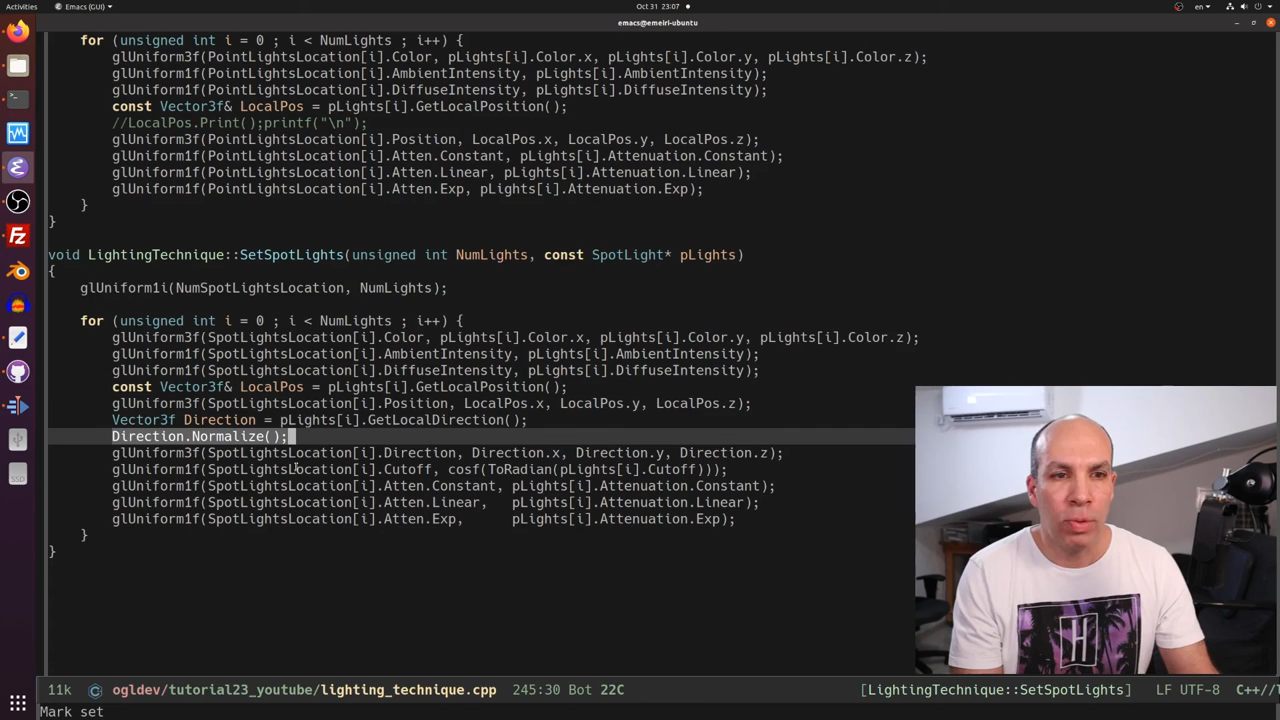 Activities
Emacs (GUI)
Oct 31 23:07
en
emacs@emeiri-ubuntu
for (unsigned int i = 0 ; i < NumLights ; i++) {
glUniform3f(PointLightsLocation[i].Color, pLights[i].Color.x, pLights[i].Color.y, pLights[i].Color.z);
glUniform1f(PointLightsLocation[i].AmbientIntensity, pLights[i].AmbientIntensity);
glUniform1f(PointLightsLocation[i].DiffuseIntensity, pLights[i].DiffuseIntensity);
const Vector3f& LocalPos = pLights[i].GetLocalPosition();
//LocalPos.Print();printf("\n");
glUniform3f(PointLightsLocation[i].Position, LocalPos.x, LocalPos.y, LocalPos.z);
glUniform1f(PointLightsLocation[i].Atten.Constant, pLights[i].Attenuation.Constant);
glUniform1f(PointLightsLocation[i].Atten.Linear, pLights[i].Attenuation.Linear);
glUniform1f(PointLightsLocation[i].Atten.Exp, pLights[i].Attenuation.Exp);
}
}
void LightingTechnique::SetSpotLights(unsigned int NumLights, const SpotLight* pLights)
{
glUniform1i(NumSpotLightsLocation, NumLights);
for (unsigned int i = 0 ; i < NumLights ; i++) {
glUniform3f(SpotLightsLocation[i].Color, pLights[i].Color.x, pLights[i].Color.y, pLights[i].Color.z);
glUniform1f(SpotLightsLocation[i].AmbientIntensity, pLights[i].AmbientIntensity);
glUniform1f(SpotLightsLocation[i].DiffuseIntensity, pLights[i].DiffuseIntensity);
const Vector3f& LocalPos = pLights[i].GetLocalPosition();
glUniform3f(SpotLightsLocation[i].Position, LocalPos.x, LocalPos.y, LocalPos.z);
Vector3f Direction = pLights[i].GetLocalDirection();
Direction.Normalize();
glUniform3f(SpotLightsLocation[i].Direction, Direction.x, Direction.y, Direction.z);
glUniform1f(SpotLightsLocation[i].Cutoff, cosf(ToRadian(pLights[i].Cutoff)));
glUniform1f(SpotLightsLocation[i].Atten.Constant, pLights[i].Attenuation.Constant);
glUniform1f(SpotLightsLocation[i].Atten.Linear, pLights[i].Attenuation.Linear);
glUniform1f(SpotLightsLocation[i].Atten.Exp, pLights[i].Attenuation.Exp);
}
}
Fz
SSD
H
11k ogldev/tutorial23_youtube/lighting_technique.cpp 245:30 Bot 22C [LightingTechnique::SetSpotLights] LF UTF-8 C++//
Mark set